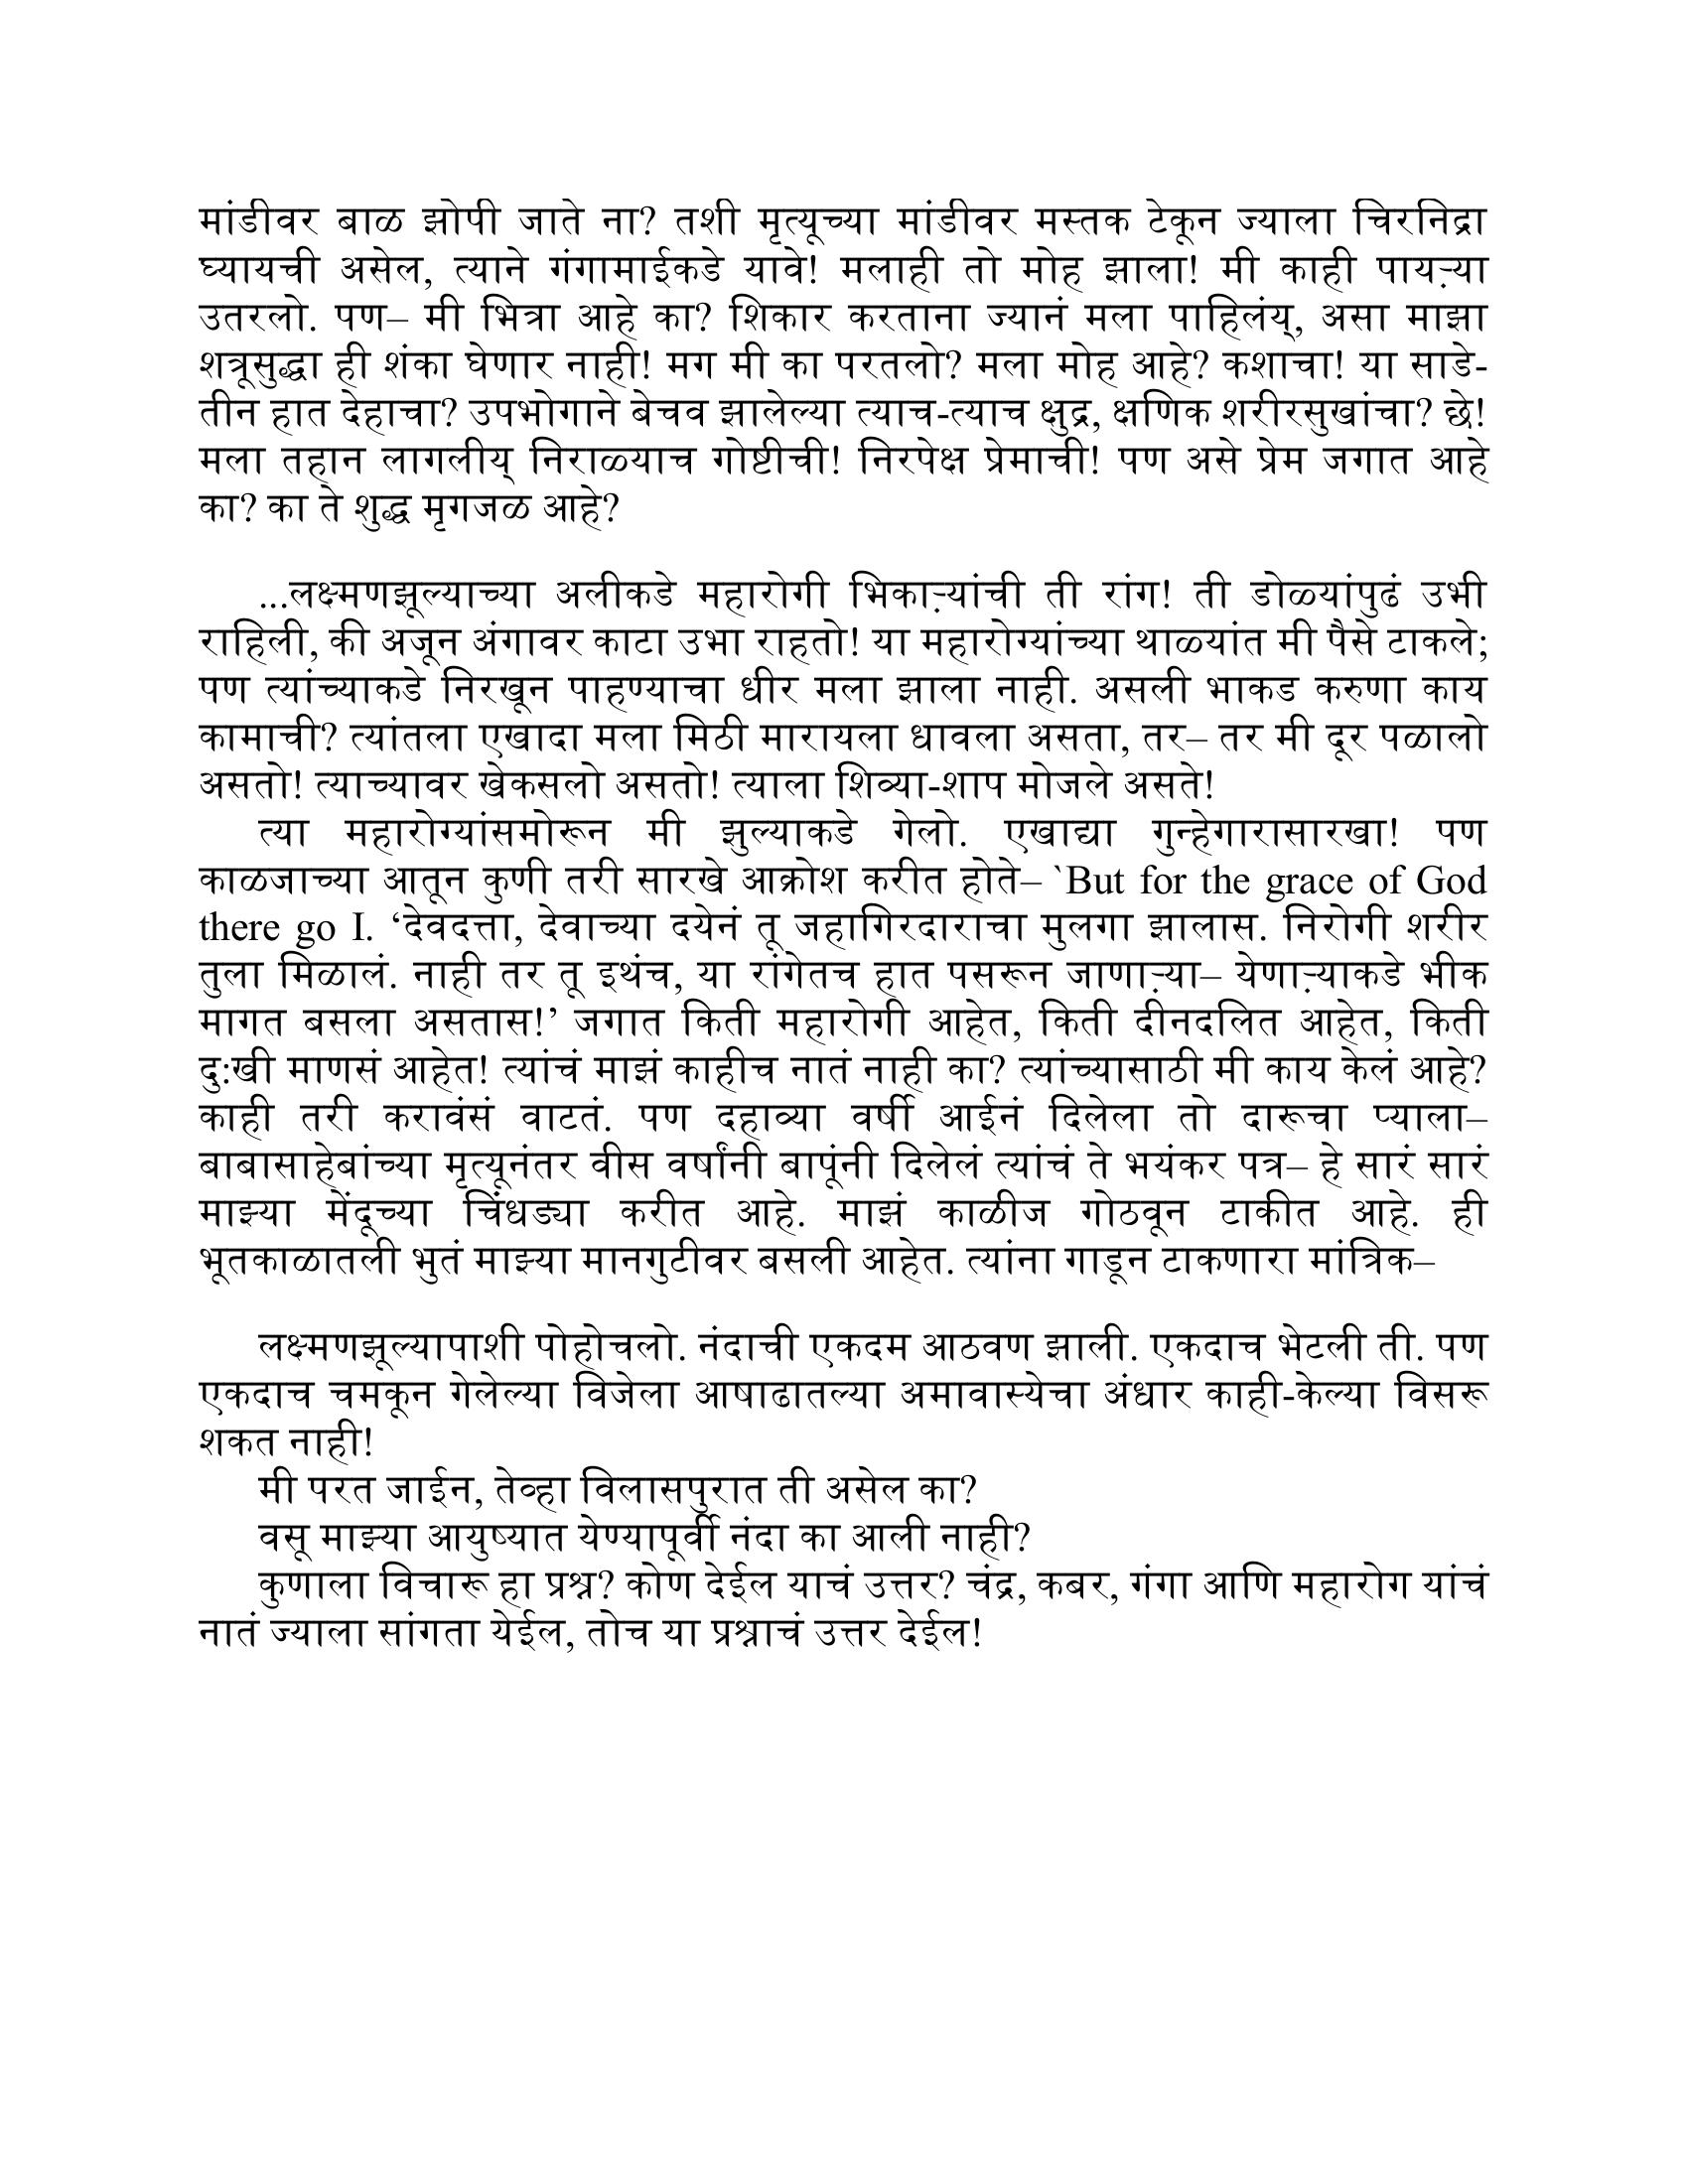 मांडीवर बाळ झोपी जाते ना? तशी मृत्यूच्या मांडीवर मस्तक टेकून ज्याला चिरनिद्रा
घ्यायची असेल, त्याने गंगामाईकडे यावे! मलाही तो मोह झाला! मी काही पायऱ्या
उतरलो. पण– मी भित्रा आहे का? शिकार करताना ज्यानं मला पाहिलंय्, असा माझा
शत्रूसुद्धा ही शंका घेणार नाही! मग मी का परतलो? मला मोह आहे? कशाचा! या साडे-
तीन हात देहाचा? उपभोगाने बेचव झालेल्या त्याच-त्याच क्षुद्र, क्षणिक शरीरसुखांचा? छे!
मला तहान लागलीय् निराळ्याच गोष्टीची! निरपेक्ष प्रेमाची! पण असे प्रेम जगात आहे
का? का ते शुद्ध मृगजळ आहे?
...लक्ष्मणझूल्याच्या अलीकडे महारोगी भिकाऱ्यांची ती रांग! ती डोळ्यांपुढं उभी
राहिली, की अजून अंगावर काटा उभा राहतो! या महारोग्यांच्या थाळ्यांत मी पैसे टाकले;
पण त्यांच्याकडे निरखून पाहण्याचा धीर मला झाला नाही. असली भाकड करुणा काय
कामाची? त्यांतला एखादा मला मिठी मारायला धावला असता, तर– तर मी दूर पळालो
असतो! त्याच्यावर खेकसलो असतो! त्याला शिव्या-शाप मोजले असते!
त्या महारोग्यांसमोरून मी झुल्याकडे गेलो. एखाद्या गुन्हेगारासारखा! पण
काळजाच्या आतून कुणी तरी सारखे आक्रोश करीत होते– `But for the grace of God
there go I. ‘देवदत्ता, देवाच्या दयेनं तू जहागिरदाराचा मुलगा झालास. निरोगी शरीर
तुला मिळालं. नाही तर तू इथंच, या रांगेतच हात पसरून जाणाऱ्या– येणाऱ्याकडे भीक
मागत बसला असतास!’ जगात किती महारोगी आहेत, किती दीनदलित आहेत, किती
दुःखी माणसं आहेत! त्यांचं माझं काहीच नातं नाही का? त्यांच्यासाठी मी काय केलं आहे?
काही तरी करावंसं वाटतं. पण दहाव्या वर्षी आईनं दिलेला तो दारूचा प्याला–
बाबासाहेबांच्या मृत्यूनंतर वीस वर्षांनी बापूंनी दिलेलं त्यांचं ते भयंकर पत्र– हे सारं सारं
माझ्या मेंदूच्या चिंधड्या करीत आहे. माझं काळीज गोठवून टाकीत आहे. ही
भूतकाळातली भुतं माझ्या मानगुटीवर बसली आहेत. त्यांना गाडून टाकणारा मांत्रिक–
लक्ष्मणझूल्यापाशी पोहोचलो. नंदाची एकदम आठवण झाली. एकदाच भेटली ती. पण
एकदाच चमकून गेलेल्या विजेला आषाढातल्या अमावास्येचा अंधार काही-केल्या विसरू
शकत नाही!
मी परत जाईन, तेव्हा विलासपुरात ती असेल का?
वसू माझ्या आयुष्यात येण्यापूर्वी नंदा का आली नाही?
कुणाला विचारू हा प्रश्न? कोण देईल याचं उत्तर? चंद्र, कबर, गंगा आणि महारोग यांचं
नातं ज्याला सांगता येईल, तोच या प्रश्नाचं उत्तर देईल!